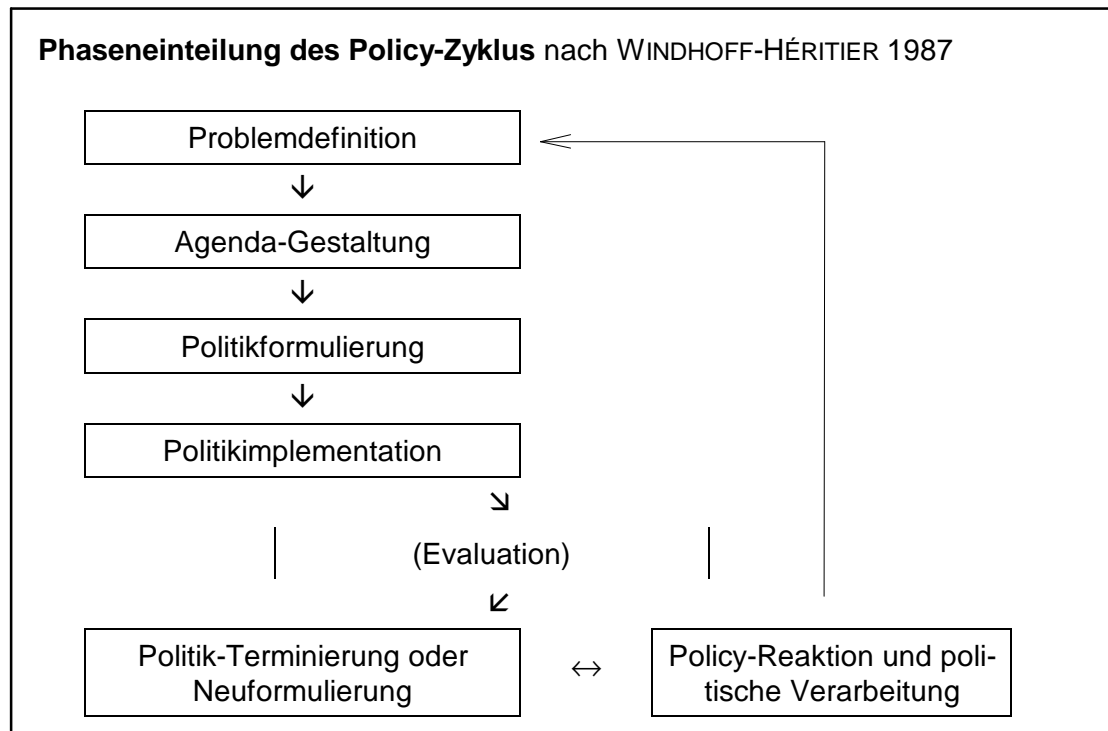 Phaseneinteilung des Policy-Zyklus nach WINDHOFF-HÉRITIER 1987
Problemdefinition
Agenda-Gestaltung
Politikformulierung
Politikimplementation
(Evaluation)
Politik-Terminierung oder
Neuformulierung
Policy-Reaktion und poli-
tische Verarbeitung